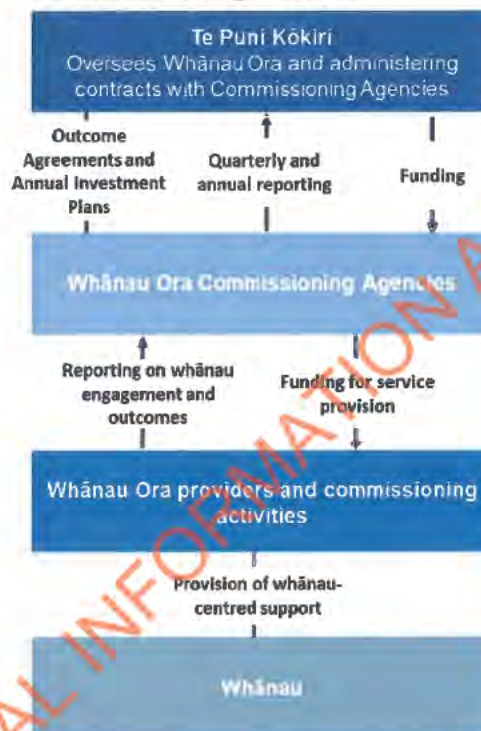 Te Puni Kōkiri
Oversees Whānau Ora and administering
contracts with Commissioning Agencies
Outcome
Agreements and
Annual Investment
Plans
Quarterly and
annual reporting
Funding
Whānau Ora Commissioning Agencies
Reporting on whānau
engagement and
outcomes
Funding for service
provision
Whānau Ora providers and commissioning
activities
Provision of whānau-
centred support
Whānau
AL INFORMATION A